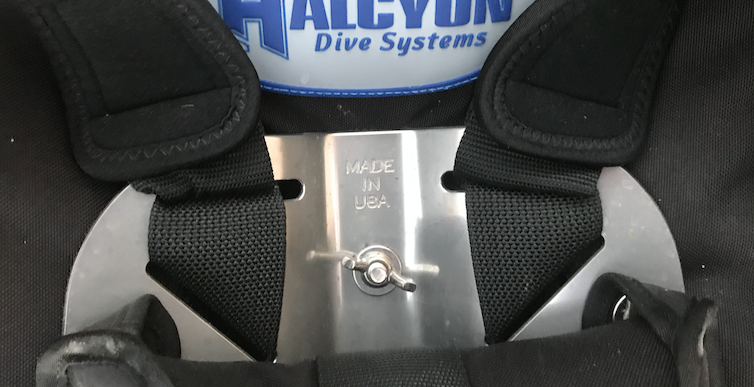 HALCYON
Dive Systems
MADE
IN
USA